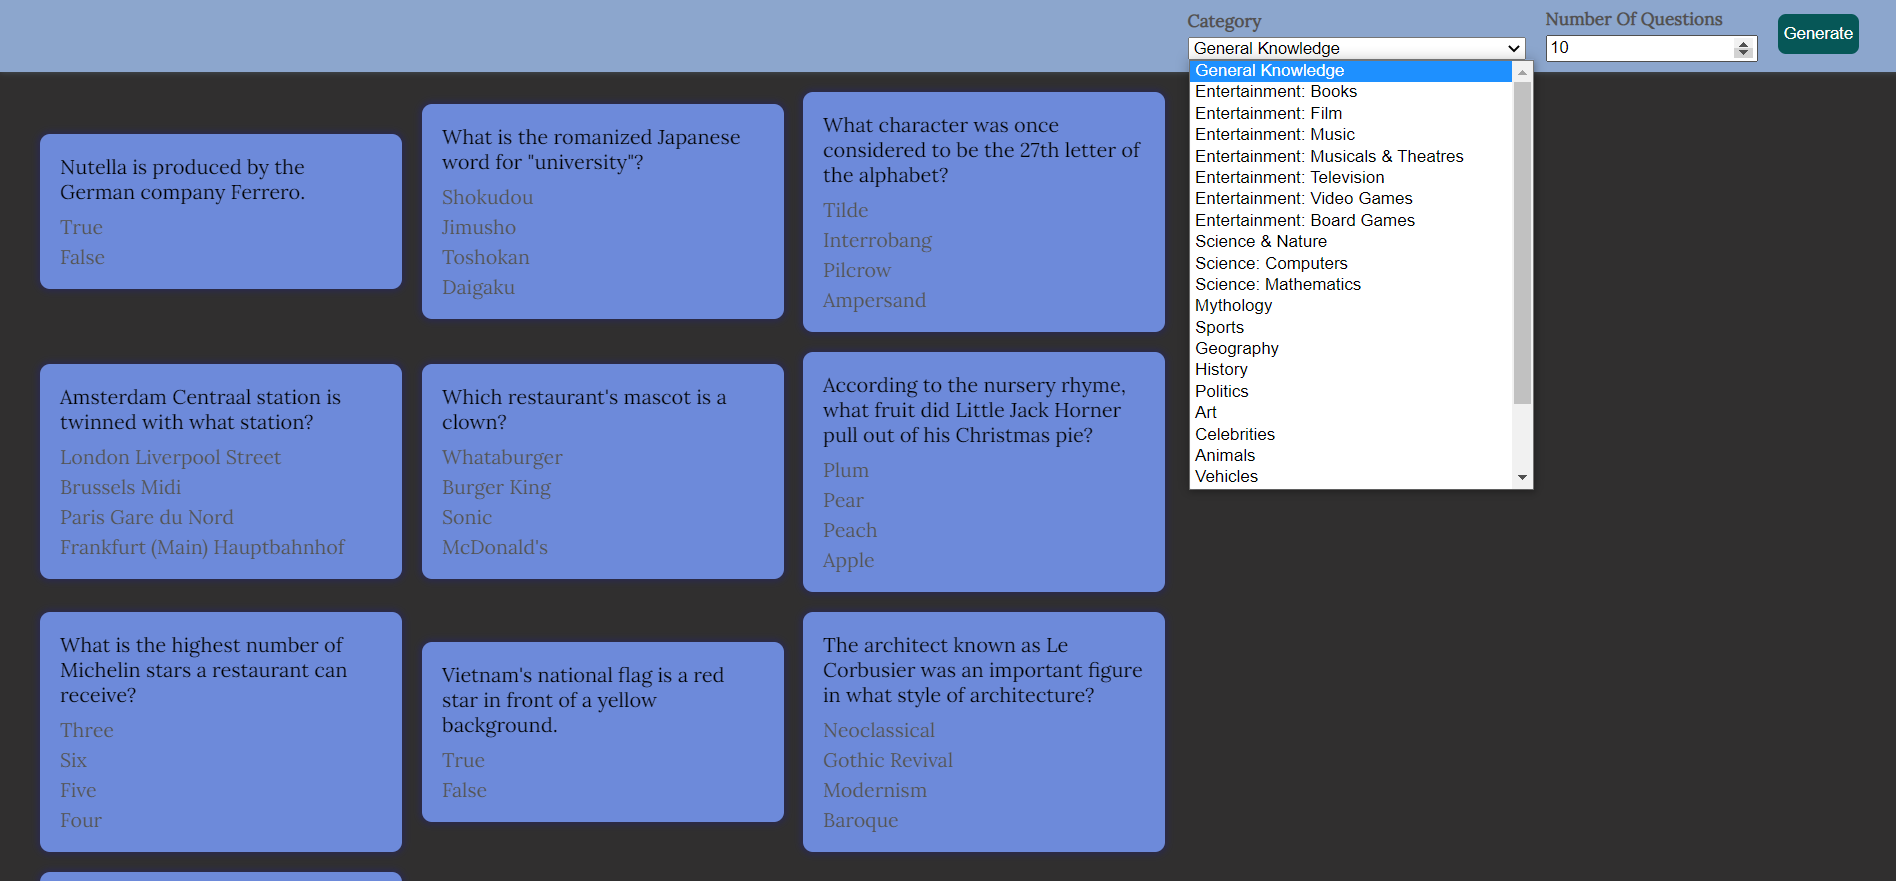 Category
General Knowledge
Number Of Questions
10
Generate
General Knowledge
Entertainment: Books
Entertainment: Film
Entertainment: Music
Entertainment: Musicals & Theatres
Entertainment: Television
Entertainment: Video Games
Entertainment: Board Games
Science & Nature
Science: Computers
Science: Mathematics
Mythology
Sports
Geography
History
Politics
Art
Celebrities
Animals
Vehicles
Nutella is produced by the
German company Ferrero.
True
False
What is the romanized Japanese
word for "university"?
Shokudou
Jimusho
Toshokan
Daigaku
What character was once
considered to be the 27th letter of
the alphabet?
Tilde
Interrobang
Pilcrow
Ampersand
Amsterdam Centraal station is
twinned with what station?
London Liverpool Street
Brussels Midi
Paris Gare du Nord
Frankfurt (Main) Hauptbahnhof
Which restaurant's mascot is a
clown?
Whataburger
Burger King
Sonic
McDonald's
According to the nursery rhyme,
what fruit did Little Jack Horner
pull out of his Christmas pie?
Plum
Pear
Peach
Apple
What is the highest number of
Michelin stars a restaurant can
receive?
Three
Six
Five
Four
Vietnam's national flag is a red
star in front of a yellow
background.
True
False
The architect known as Le
Corbusier was an important figure
in what style of architecture?
Neoclassical
Gothic Revival
Modernism
Baroque